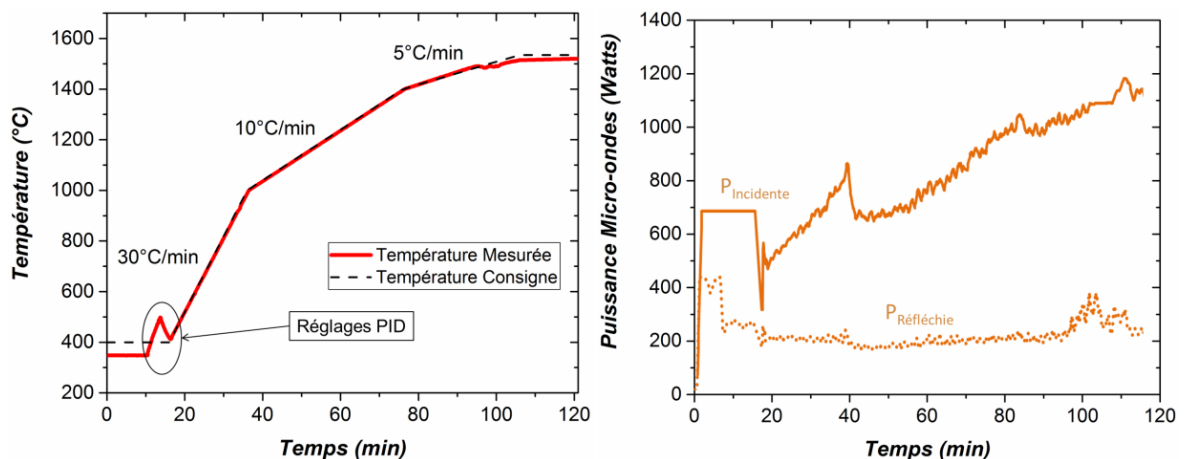 Température (°C)
1600
1400
1200
1000
800
600
400
200
5°C/min
10°C/min
30°C/min
Température Mesurée
Température Consigne
Réglages PID
0 20 40 60 80 100 120
Temps (min)
Puissance Micro-ondes (Watts)
1400
1200
1000
800
600
400
200
0
P_Incidente
P_Réfléchie
0 20 40 60 80 100 120
Temps (min)